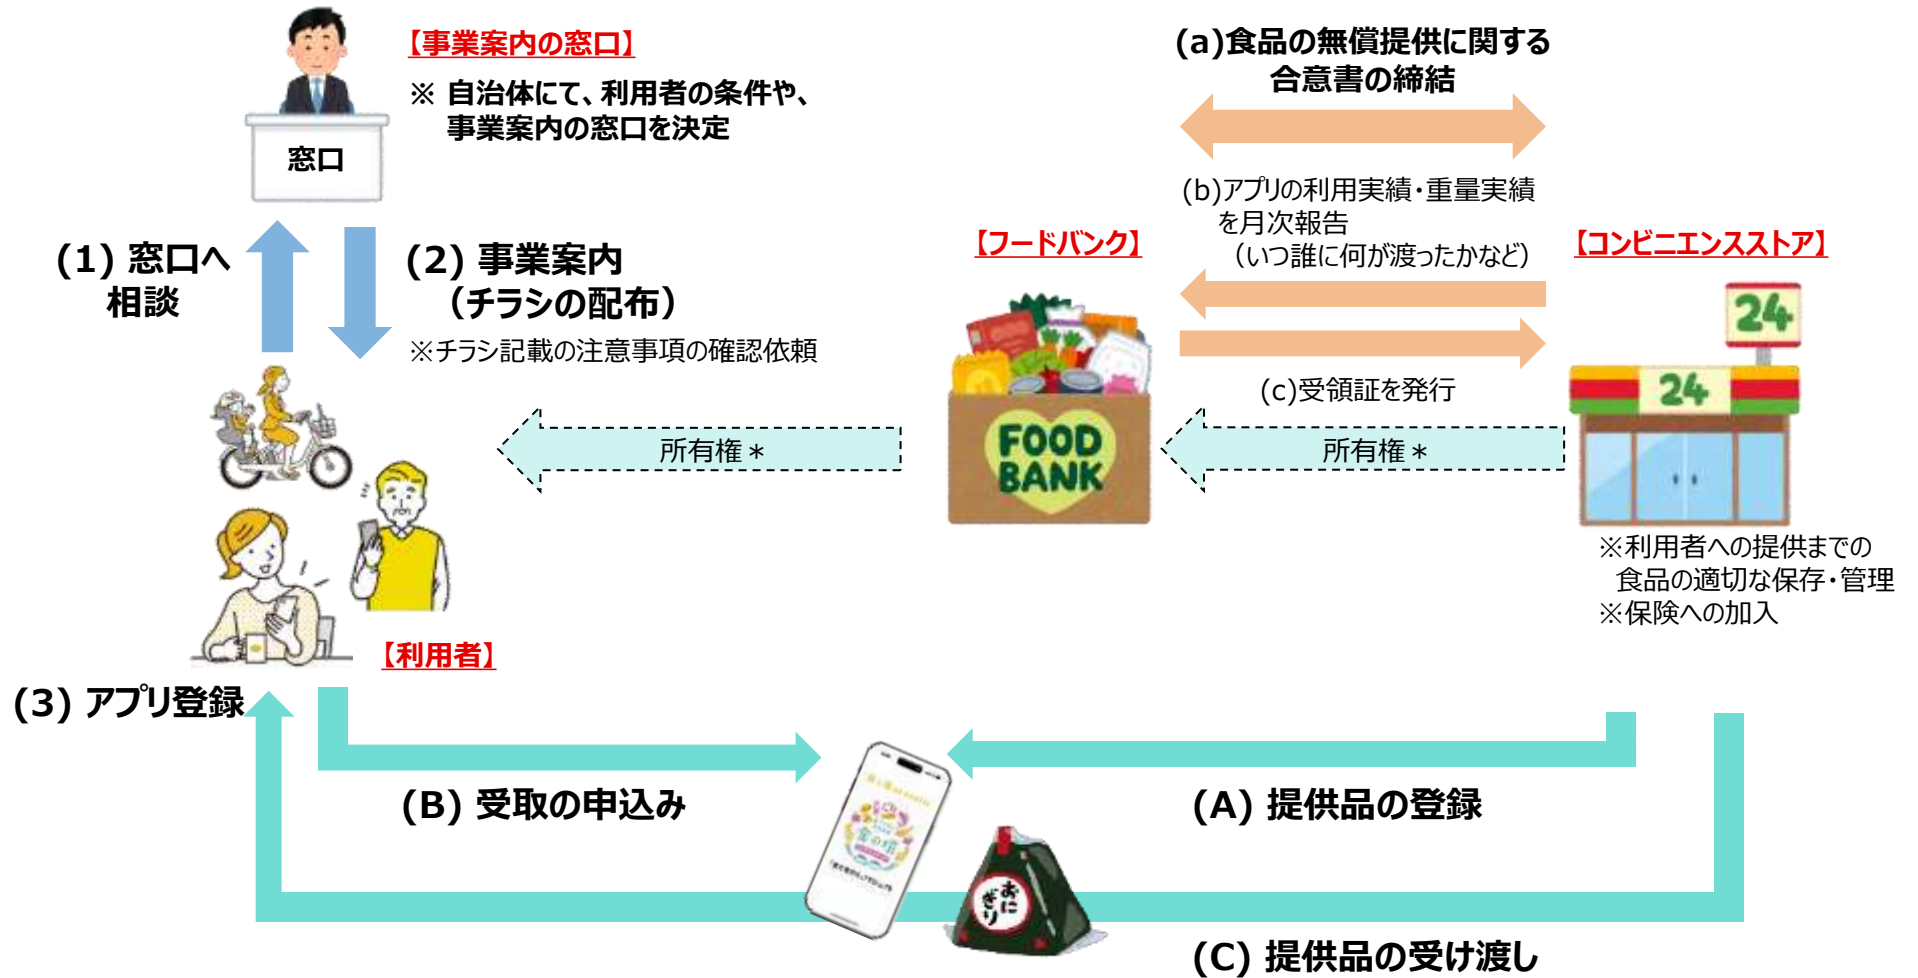 【事業案内の窓口】
※ 自治体にて、利用者の条件や、
事業案内の窓口を決定
窓口
(1) 窓口へ
相談
(2) 事業案内
（チラシの配布）
※チラシ記載の注意事項の確認依頼
(a)食品の無償提供に関する
合意書の締結
(b)アプリの利用実績・重量実績
を月次報告
（いつ誰に何が渡ったかなど）
【フードバンク】
【コンビニエンスストア】
24
24
(c)受領証を発行
FOOD
BANK
所有権＊
所有権＊
※利用者への提供までの
食品の適切な保存・管理
※保険への加入
【利用者】
(3) アプリ登録
(B) 受取の申込み
(A) 提供品の登録
おに
ぎり
(C) 提供品の受け渡し